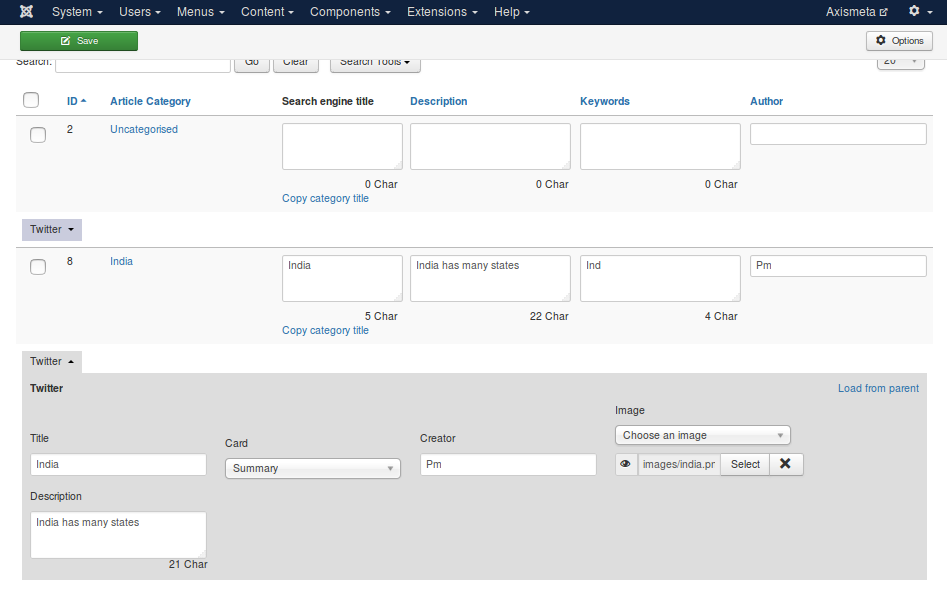 System Users Menus Content Components Extensions Help Axismeta
Save Options
Search: Go Clear Search Tools 20
ID Article Category Search engine title Description Keywords Author
2 Uncategorised
0 Char 0 Char 0 Char
Copy category title
Twitter
8 India India India has many states Ind Pm
5 Char 22 Char 4 Char
Copy category title
Twitter
Twitter Load from parent
Image
Title Card Creator Choose an image
India Summary Pm images/india.pr Select
Description
India has many states
21 Char